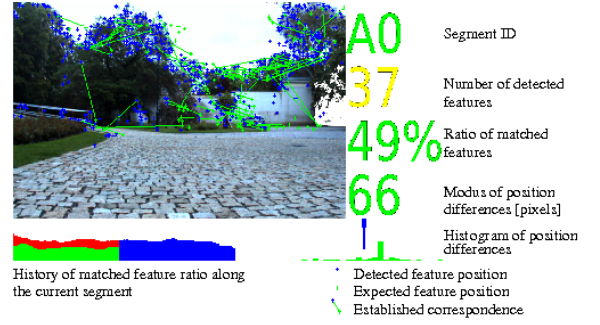 A0
Segment ID
37
Number of detected
features
49%
Ratio of matched
features
66
Modus of position
differences [pixels]
Histogram of position
differences
History of matched feature ratio along
the current segment
Detected feature position
Expected feature position
Established correspondence